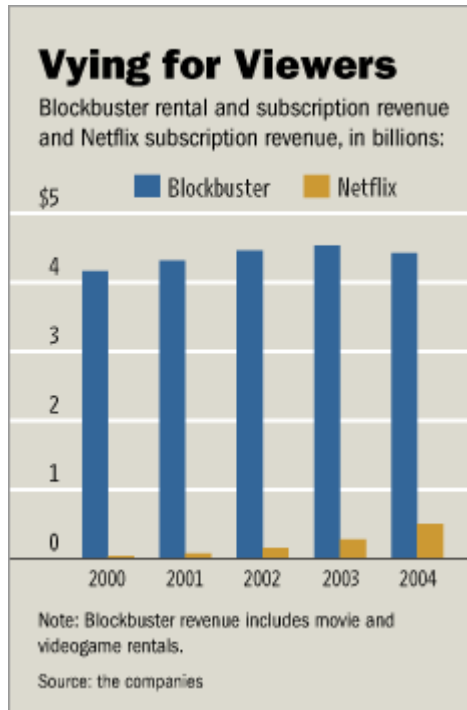 Vying for Viewers
Blockbuster rental and subscription revenue
and Netflix subscription revenue, in billions:
Blockbuster
Netflix
$5
4
3
2
1
0
2000 2001 2002 2003 2004
Note: Blockbuster revenue includes movie and
videogame rentals.
Source: the companies